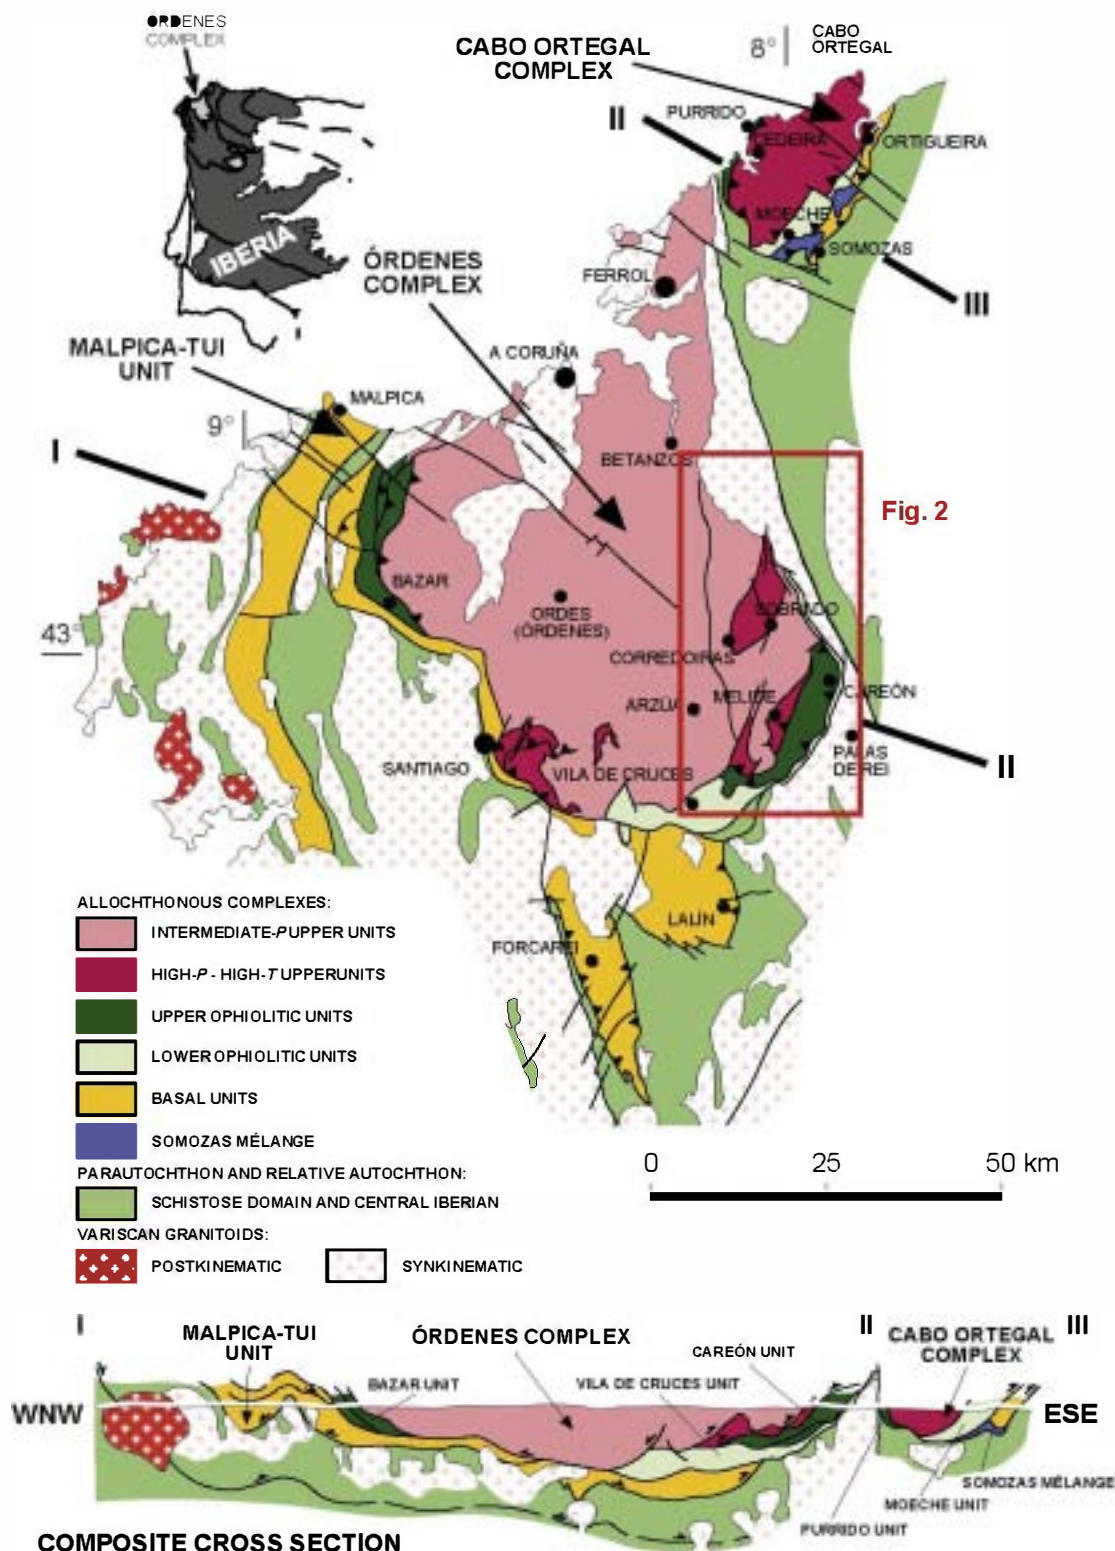 ÓRDENES
COMPLEX
IBERIA
CABO ORTEGAL
COMPLEX
8°
CABO
ORTEGAL
II
PURRIDO
CEDEIRA
ORTIGUEIRA
MOECHE
SOMOZAS
III
ÓRDENES
COMPLEX
FERROL
MALPICA-TUI
UNIT
A CORUÑA
MALPICA
9°
I
BETANZOS
Fig. 2
BAZAR
ORDES
(ÓRDENES)
SOBRADO
43°
CORREDOIRAS
ARZÚA
MELIDE
CAREÓN
SANTIAGO
VILA DE CRUCES
PALAS
DE REI
II
LALÍN
FORCAREI
ALLOCHTHONOUS COMPLEXES:
INTERMEDIATE-P UPPER UNITS
HIGH-P - HIGH-T UPPERUNITS
UPPER OPHIOLITIC UNITS
LOWER OPHIOLITIC UNITS
BASAL UNITS
SOMOZAS MÉLANGE
PARAUTOCHTHON AND RELATIVE AUTOCHTHON:
SCHISTOSE DOMAIN AND CENTRAL IBERIAN
VARISCAN GRANITOIDS:
POSTKINEMATIC
SYNKINEMATIC
0 25 50 km
I
II
III
MALPICA-TUI
UNIT
ÓRDENES COMPLEX
CABO ORTEGAL
COMPLEX
CAREÓN UNIT
BAZAR UNIT
VILA DE CRUCES UNIT
WNW
ESE
SOMOZAS MÉLANGE
MOECHE UNIT
PURRIDO UNIT
COMPOSITE CROSS SECTION